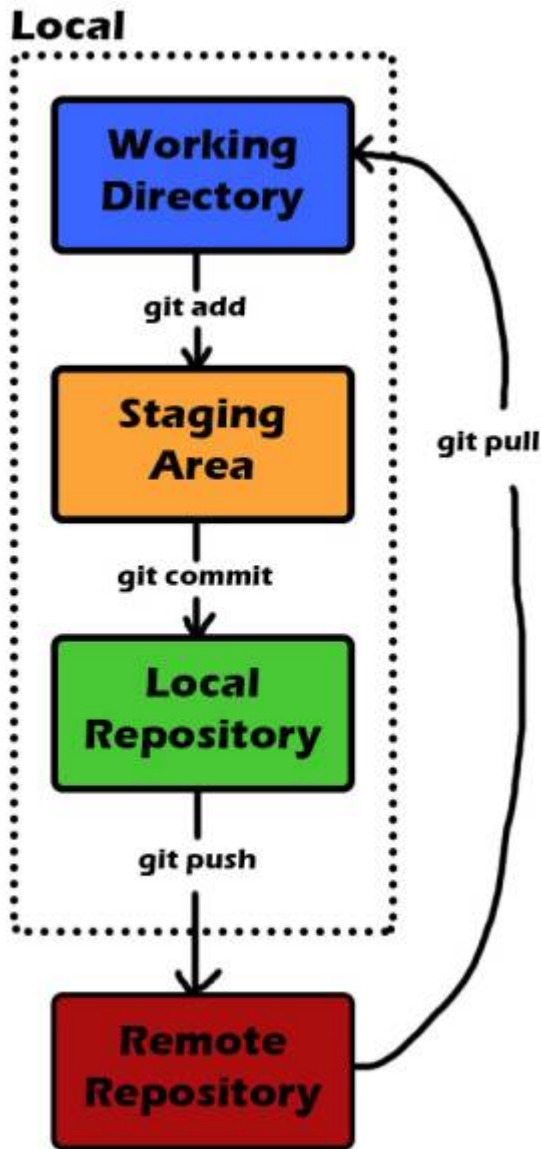 Local
Working
Directory
git add
Staging
Area
git pull
git commit
Local
Repository
git push
Remote
Repository